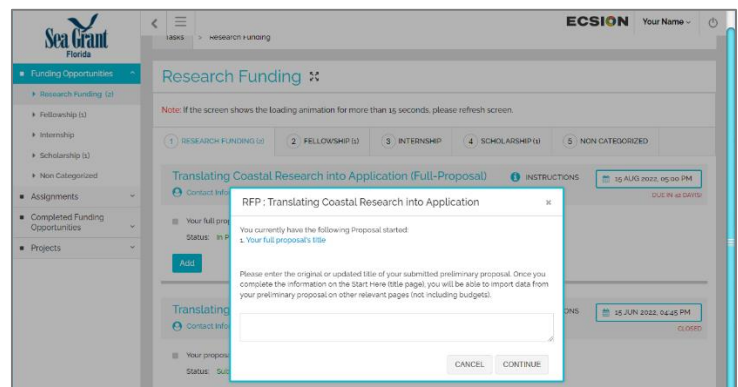 Sea Grant
Florida
Funding Opportunities
Research Funding (2)
Fellowship (1)
Internship
Scholarship (1)
Non Categorized
Assignments
Completed Funding
Opportunities
Projects
ECSION Your Name
Tasks > Research Funding
Research Funding
Note: If the screen shows the loading animation for more than 15 seconds, please refresh screen.
1 RESEARCH FUNDING (2) 2 FELLOWSHIP (1) 3 INTERNSHIP 4 SCHOLARSHIP (1) 5 NON CATEGORIZED
Translating Coastal Research into Application (Full-Proposal) INSTRUCTIONS 15 AUG 2022, 05:00 PM
Contact Info
Your full prop
Status: In P
Add
RFP : Translating Coastal Research into Application ×
You currently have the following Proposal started:
1. Your full proposal's title
Please enter the original or updated title of your submitted preliminary proposal. Once you
complete the information on the Start Here (title page), you will be able to import data from
your preliminary proposal on other relevant pages (not including budgets).
CANCEL CONTINUE
Translating
IONS 15 JUN 2022, 04:45 PM
Contact Info
CLOSED
Your propos
Status: Sub